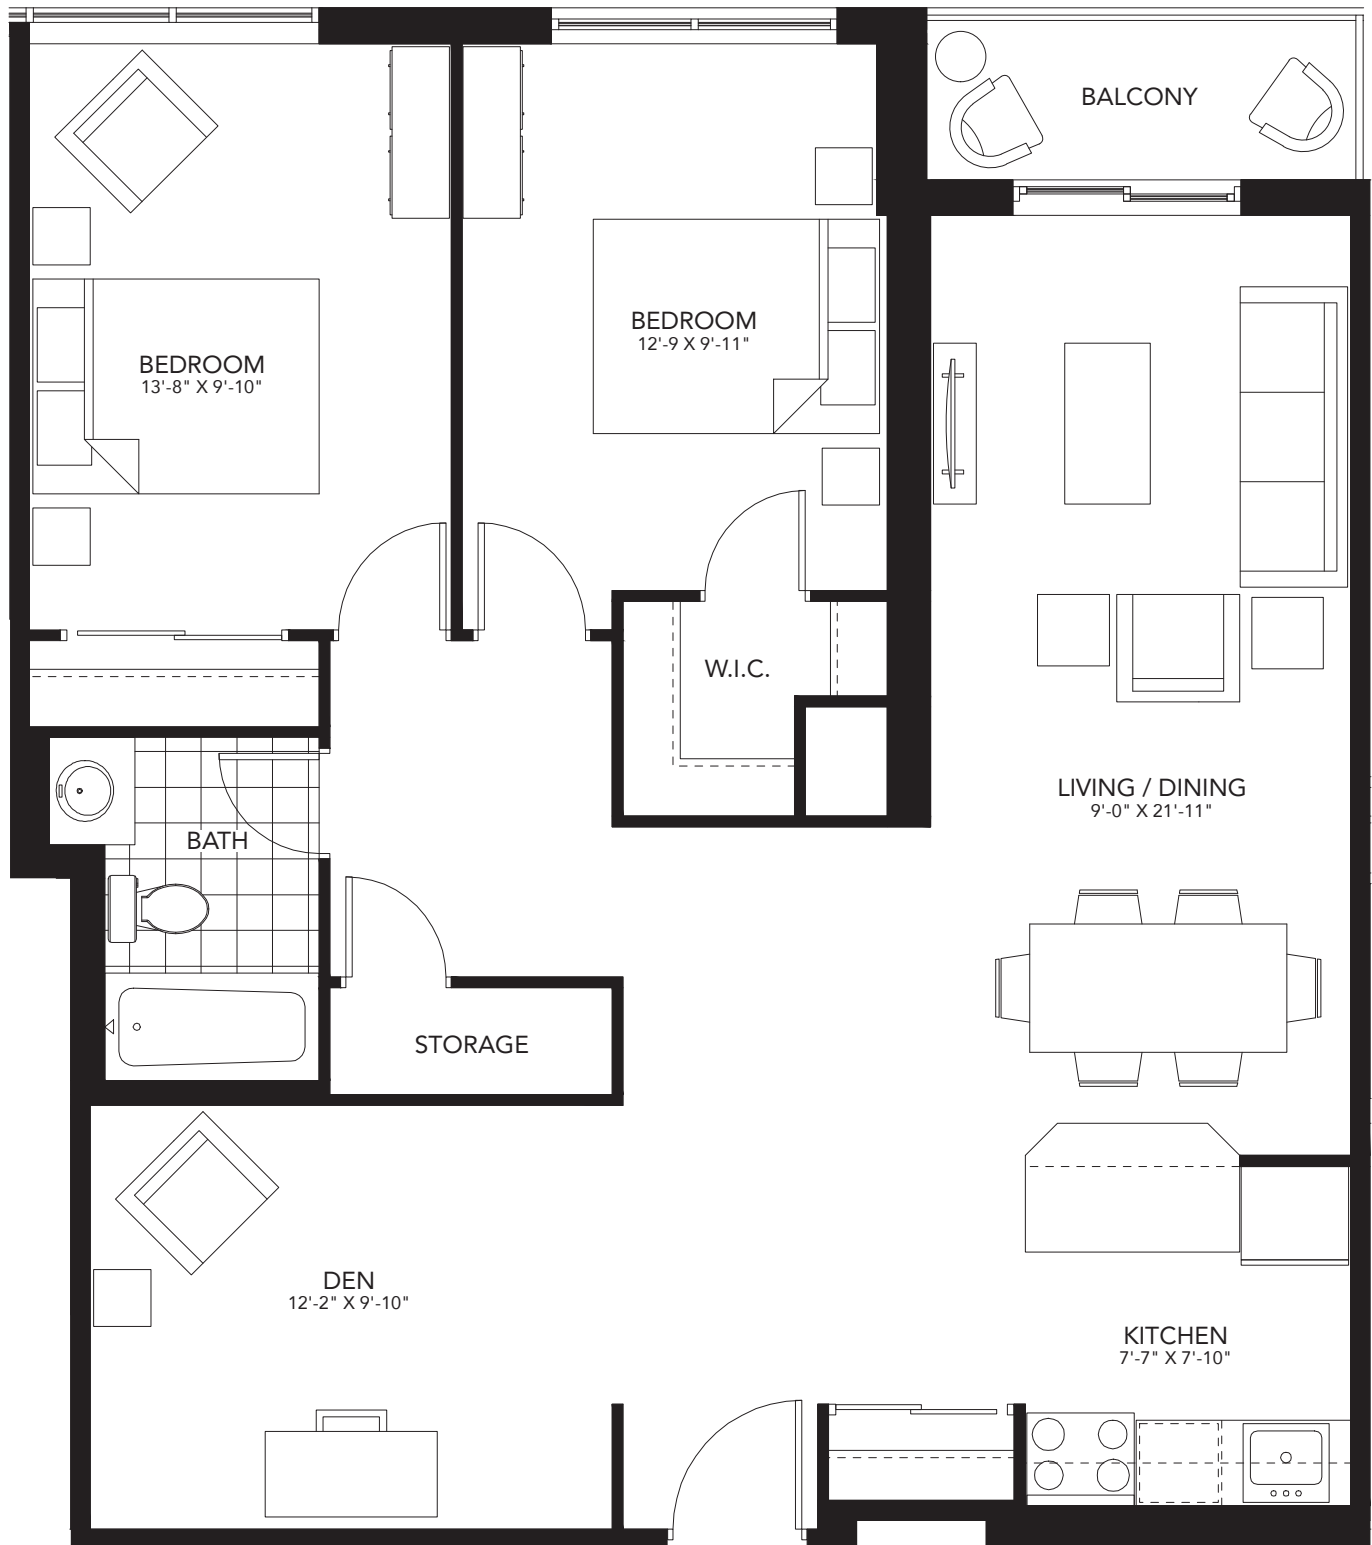 BALCONY
BEDROOM
12'-9 X 9'-11"
BEDROOM
13'-8" X 9'-10"
W.I.C.
LIVING / DINING
9'-0" X 21'-11"
BATH
STORAGE
DEN
12'-2" X 9'-10"
KITCHEN
7'-7" X 7'-10"